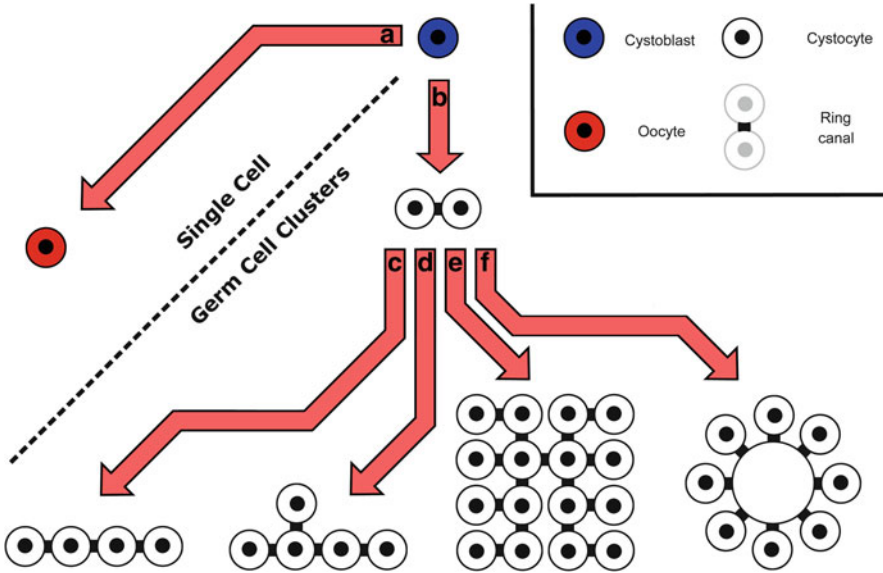 a
Cystoblast
Cystocyte
b
Oocyte
Ring
canal
Single Cell
Germ Cell Clusters
c d e f